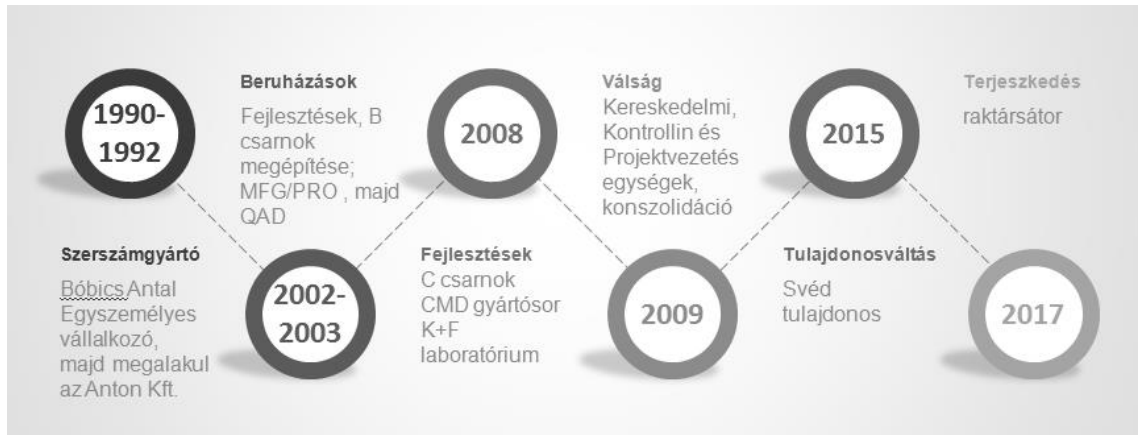 1990-
1992
Szerszámgyártó
Bóbics Antal
Egyszemélyes
vállalkozó,
majd megalakul
az Anton Kft.
Beruházások
Fejlesztések, B
csarnok
megépítése;
MFG/PRO , majd
QAD
2002-
2003
2008
Fejlesztések
C csarnok
CMD gyártósor
K+F
laboratórium
Válság
Kereskedelmi,
Kontrollin és
Projektvezetés
egységek,
konszolidáció
2009
2015
Tulajdonosváltás
Svéd
tulajdonos
Terjeszkedés
raktársátor
2017